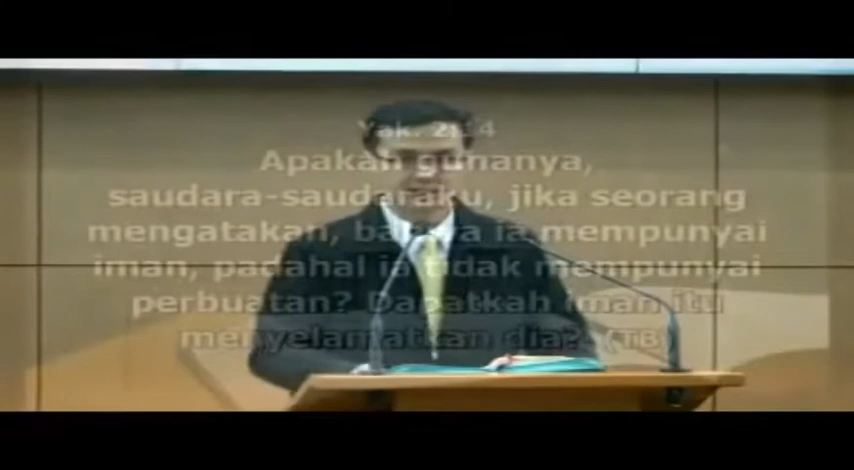 Yak. 2:14
Apakah gunanya,
saudara-saudaraku, jika seorang
mengatakan, bahwa ia mempunyai
iman, padahal ia tidak mempunyai
perbuatan? Dapatkah iman itu
menyelamatkan dia? (TB)